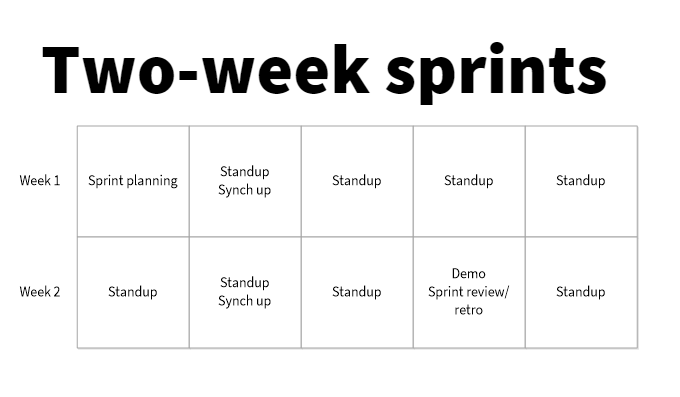 Two-week sprints
Week 1
Sprint planning
Standup
Synch up
Standup
Standup
Standup
Week 2
Standup
Standup
Synch up
Standup
Demo
Sprint review/
retro
Standup